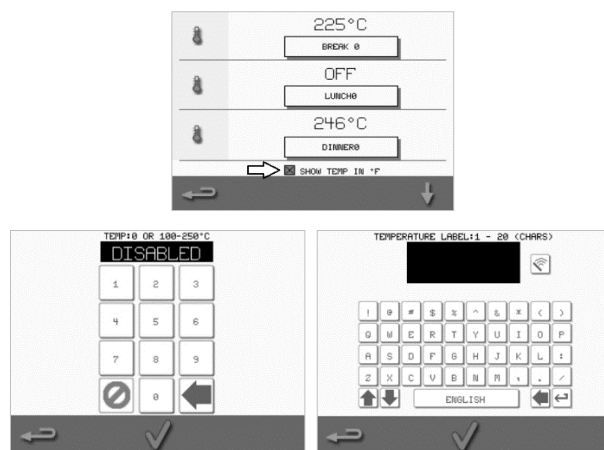 225°C
BREAK 0
OFF
LUNCH0
246°C
DINNER0
SHOW TEMP IN °F
TEMP:0 OR 100-250°C
DISABLED
1 2 3
4 5 6
7 8 9
0
TEMPERATURE LABEL:1 - 20 (CHARS)
! @ # $ % ^ & * ( )
Q W E R T Y U I O P
A S D F G H J K L :
Z X C V B N M , . /
ENGLISH